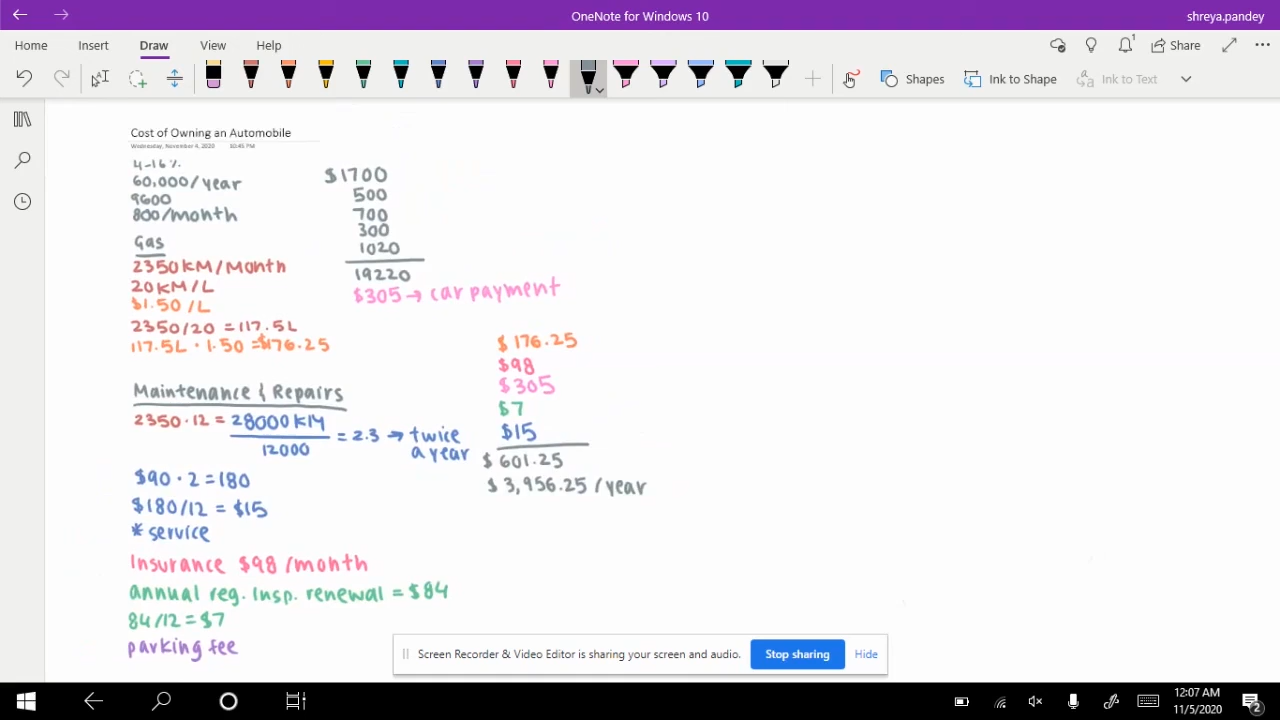 OneNote for Windows 10
shreya.pandey
Home Insert Draw View Help
Share
Shapes Ink to Shape Ink to Text
Cost of Owning an Automobile
Wednesday, November 4, 2020 10:45 PM
4-16%
60,000/year
9600
800/month
$1700
500
700
300
1020
19220
$305 → car payment
Gas
2350KM/Month
20KM/L
$1.50/L
2350/20 = 117.5L
117.5L · 1.50 = $176.25
Maintenance & Repairs
2350·12 = 28000KM
12000
= 2.3 → twice
a year
$90 · 2 = 180
$180/12 = $15
* service
Insurance $98/month
annual reg. Insp. renewal = $84
84/12 = $7
parking fee
$176.25
$98
$305
$7
$15
$601.25
$3,956.25/year
Screen Recorder & Video Editor is sharing your screen and audio.
Stop sharing
Hide
12:07 AM
11/5/2020
2